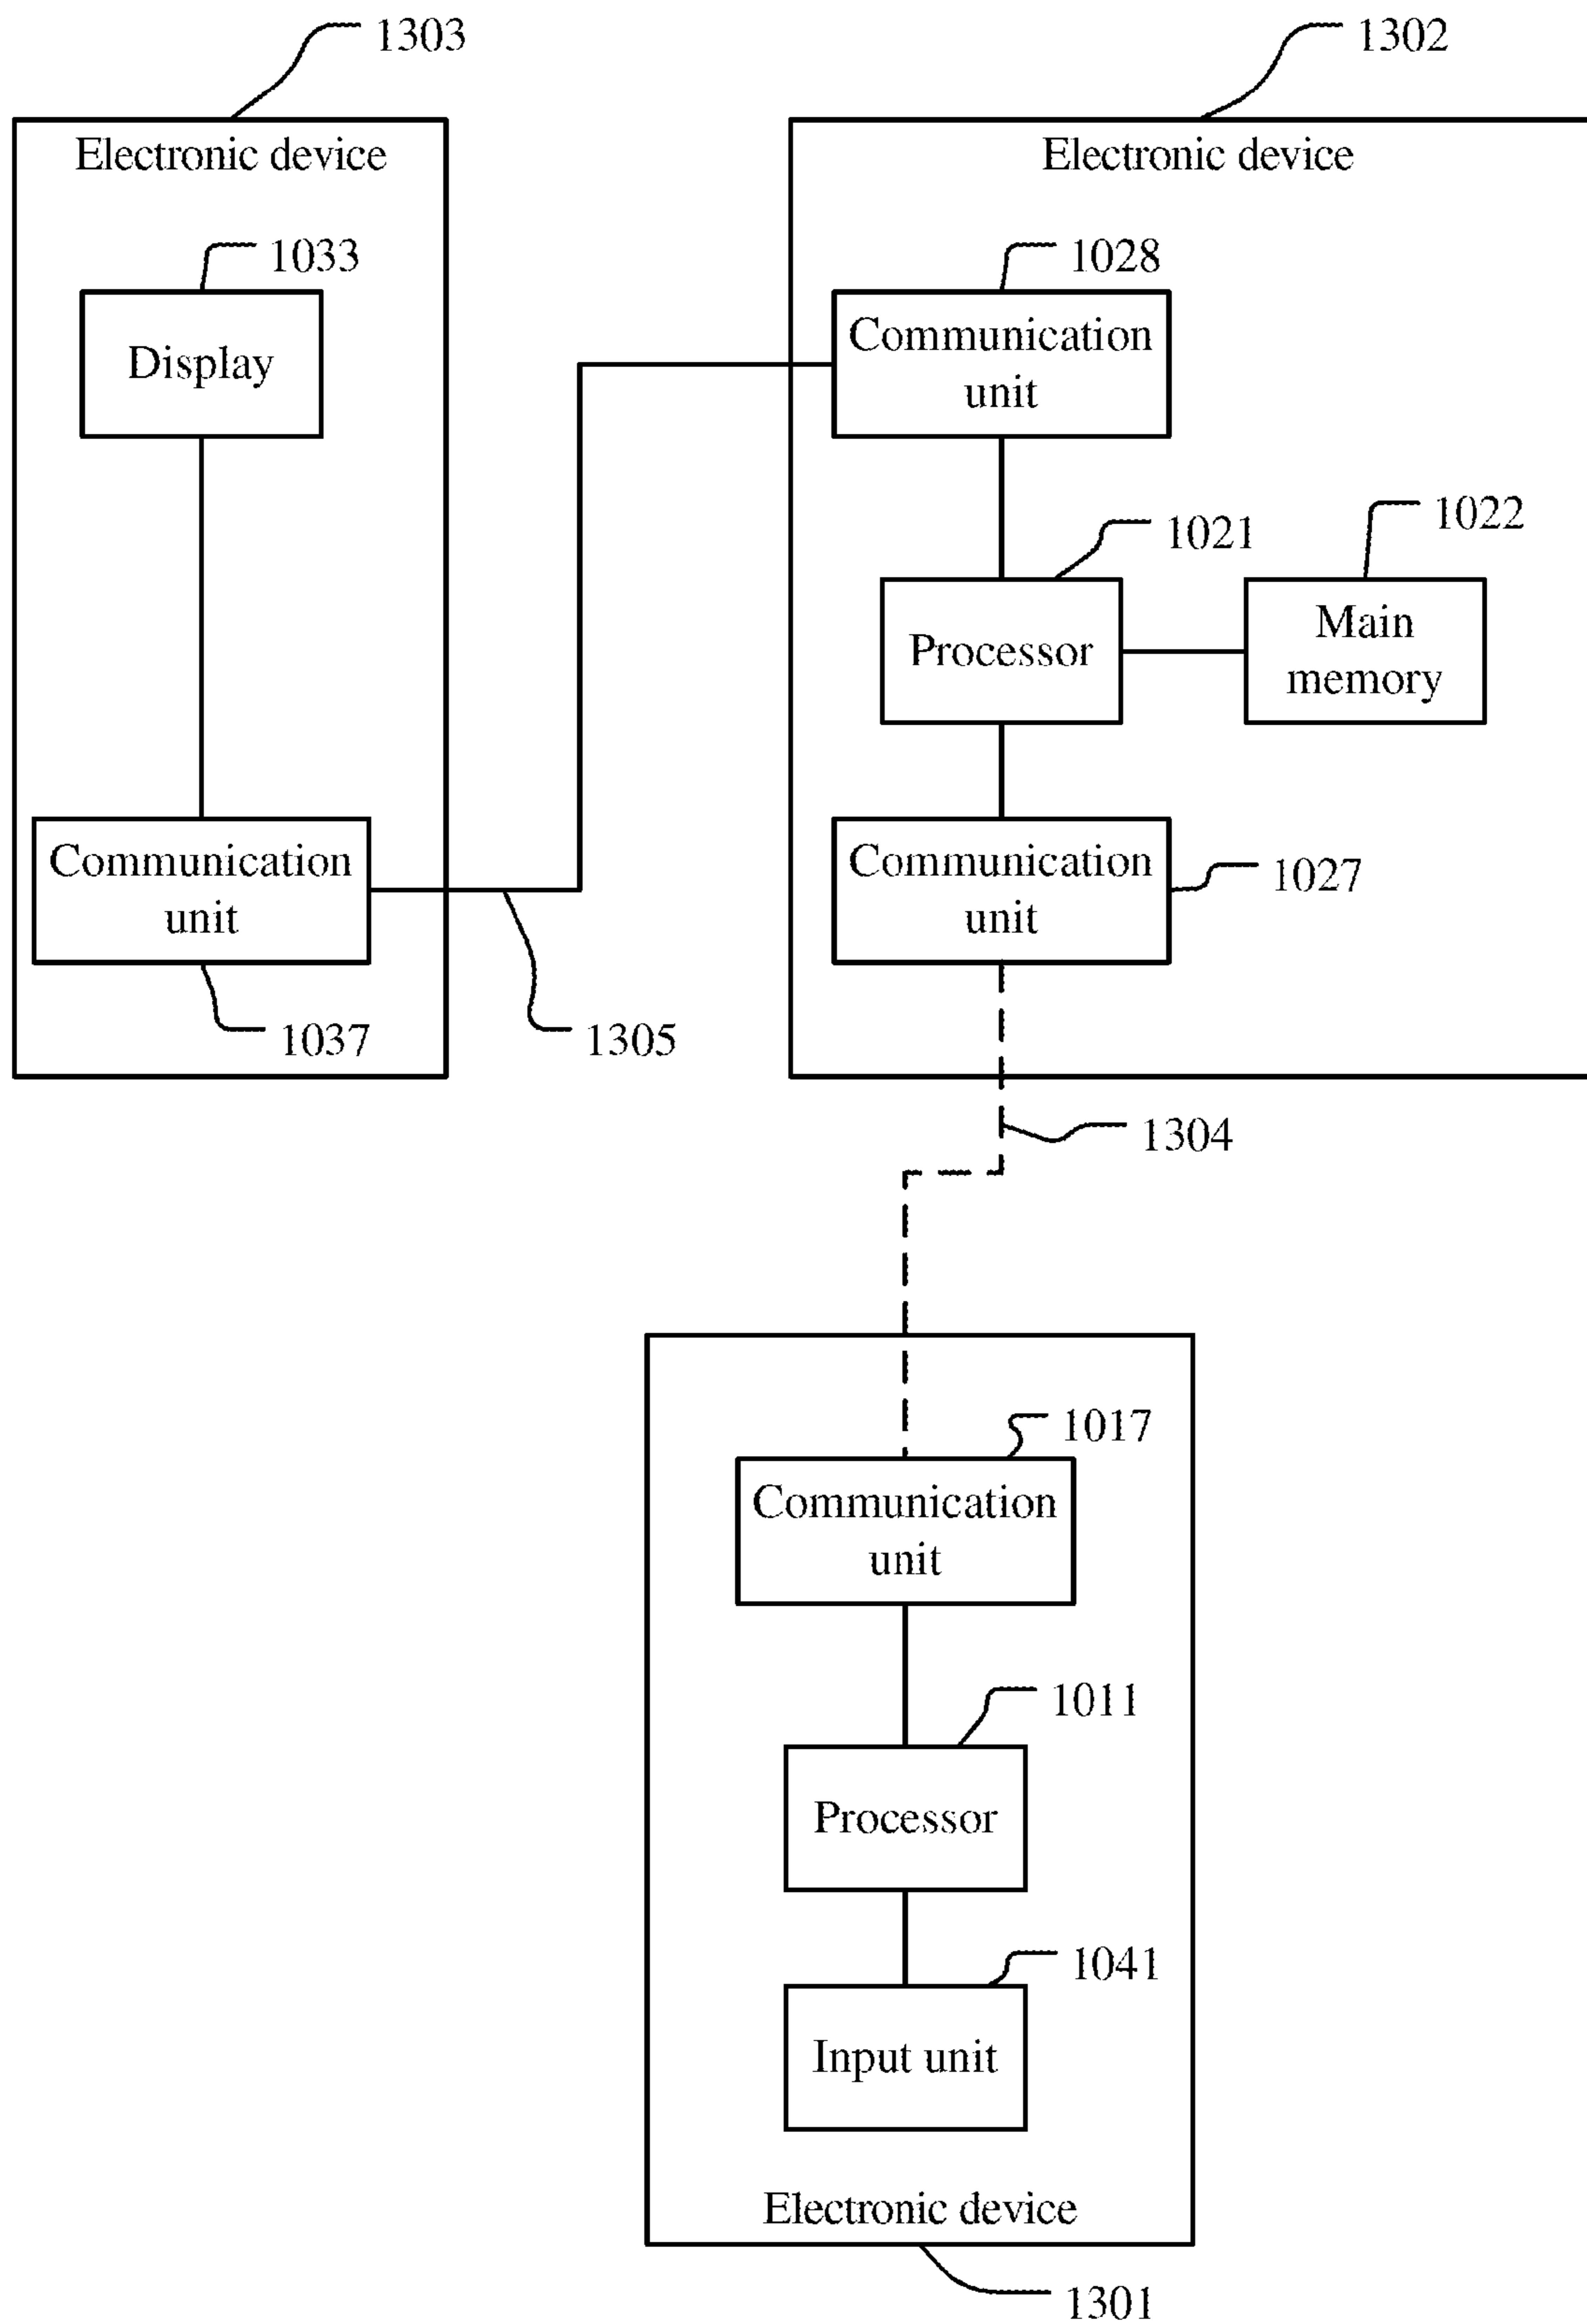 1303
1302
Electronic device
Electronic device
1033
1028
Display
Communication
unit
1021
1022
Processor
Main
memory
Communication
unit
Communication
unit
1027
1037
1305
1304
1017
Communication
unit
1011
Processor
1041
Input unit
Electronic device
1301